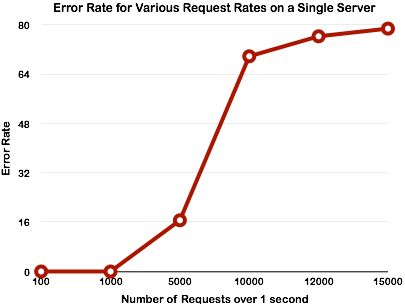 Error Rate for Various Request Rates on a Single Server
80
64
48
32
16
0
Error Rate
100 1000 5000 10000 12000 15000
Number of Requests over 1 second